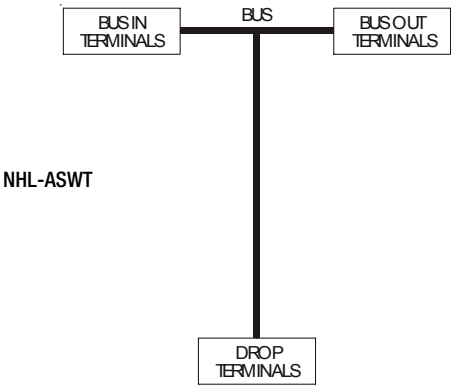 BUS IN
TERMINALS
BUS
BUS OUT
TERMINALS
NHL-ASWT
DROP
TERMINALS